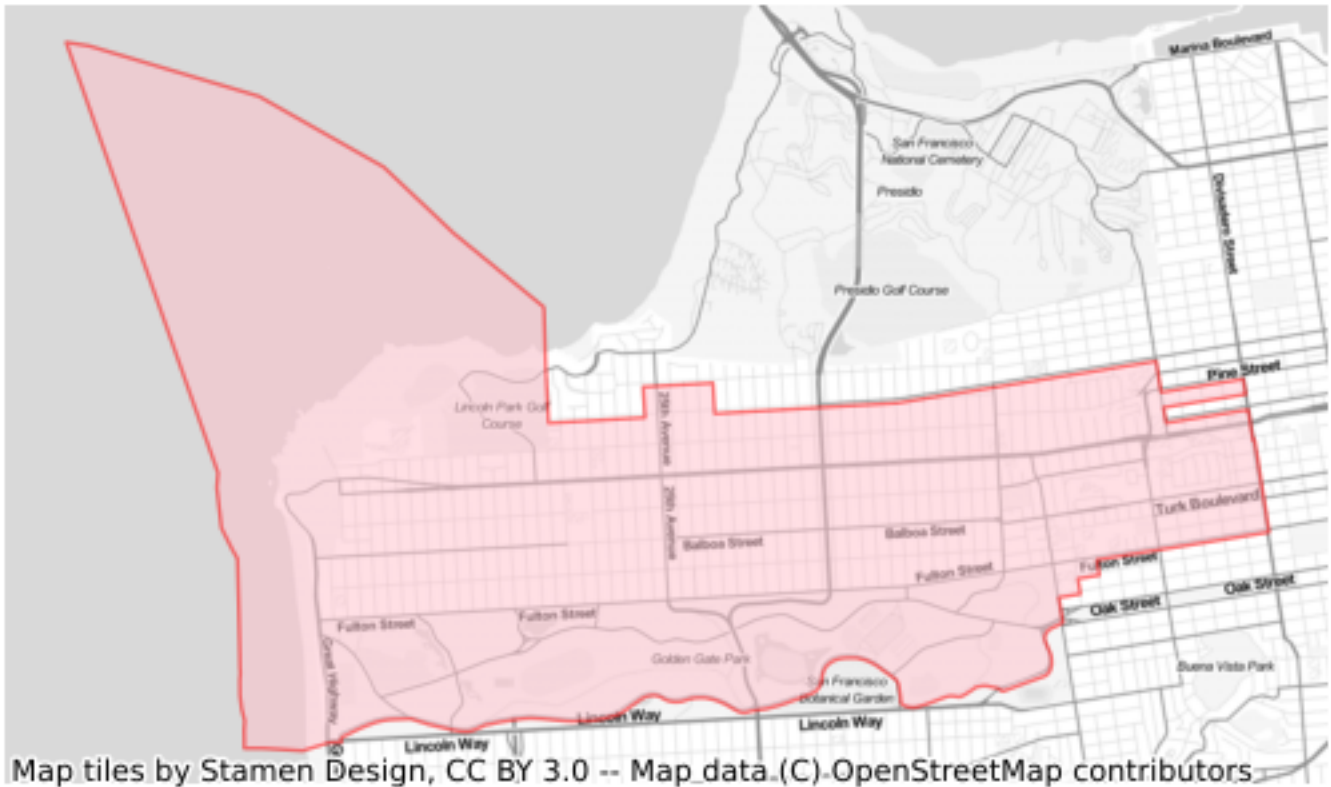 Marina Boulevard
San Francisco
National Cemetery
Presidio
Divisadero Street
Presidio Golf Course
Pine Street
Lincoln Park Golf
Course
25th Avenue
25th Avenue
Turk Boulevard
Balboa Street
Balboa Street
Fulton Street
Fulton Street
Fulton Street
Fulton Street
Oak Street
Oak Street
Great Highway
Golden Gate Park
San Francisco
Botanical Garden
Buena Vista Park
Lincoln Way
Lincoln Way
Lincoln Way
Map tiles by Stamen Design, CC BY 3.0 -- Map data (C) OpenStreetMap contributors